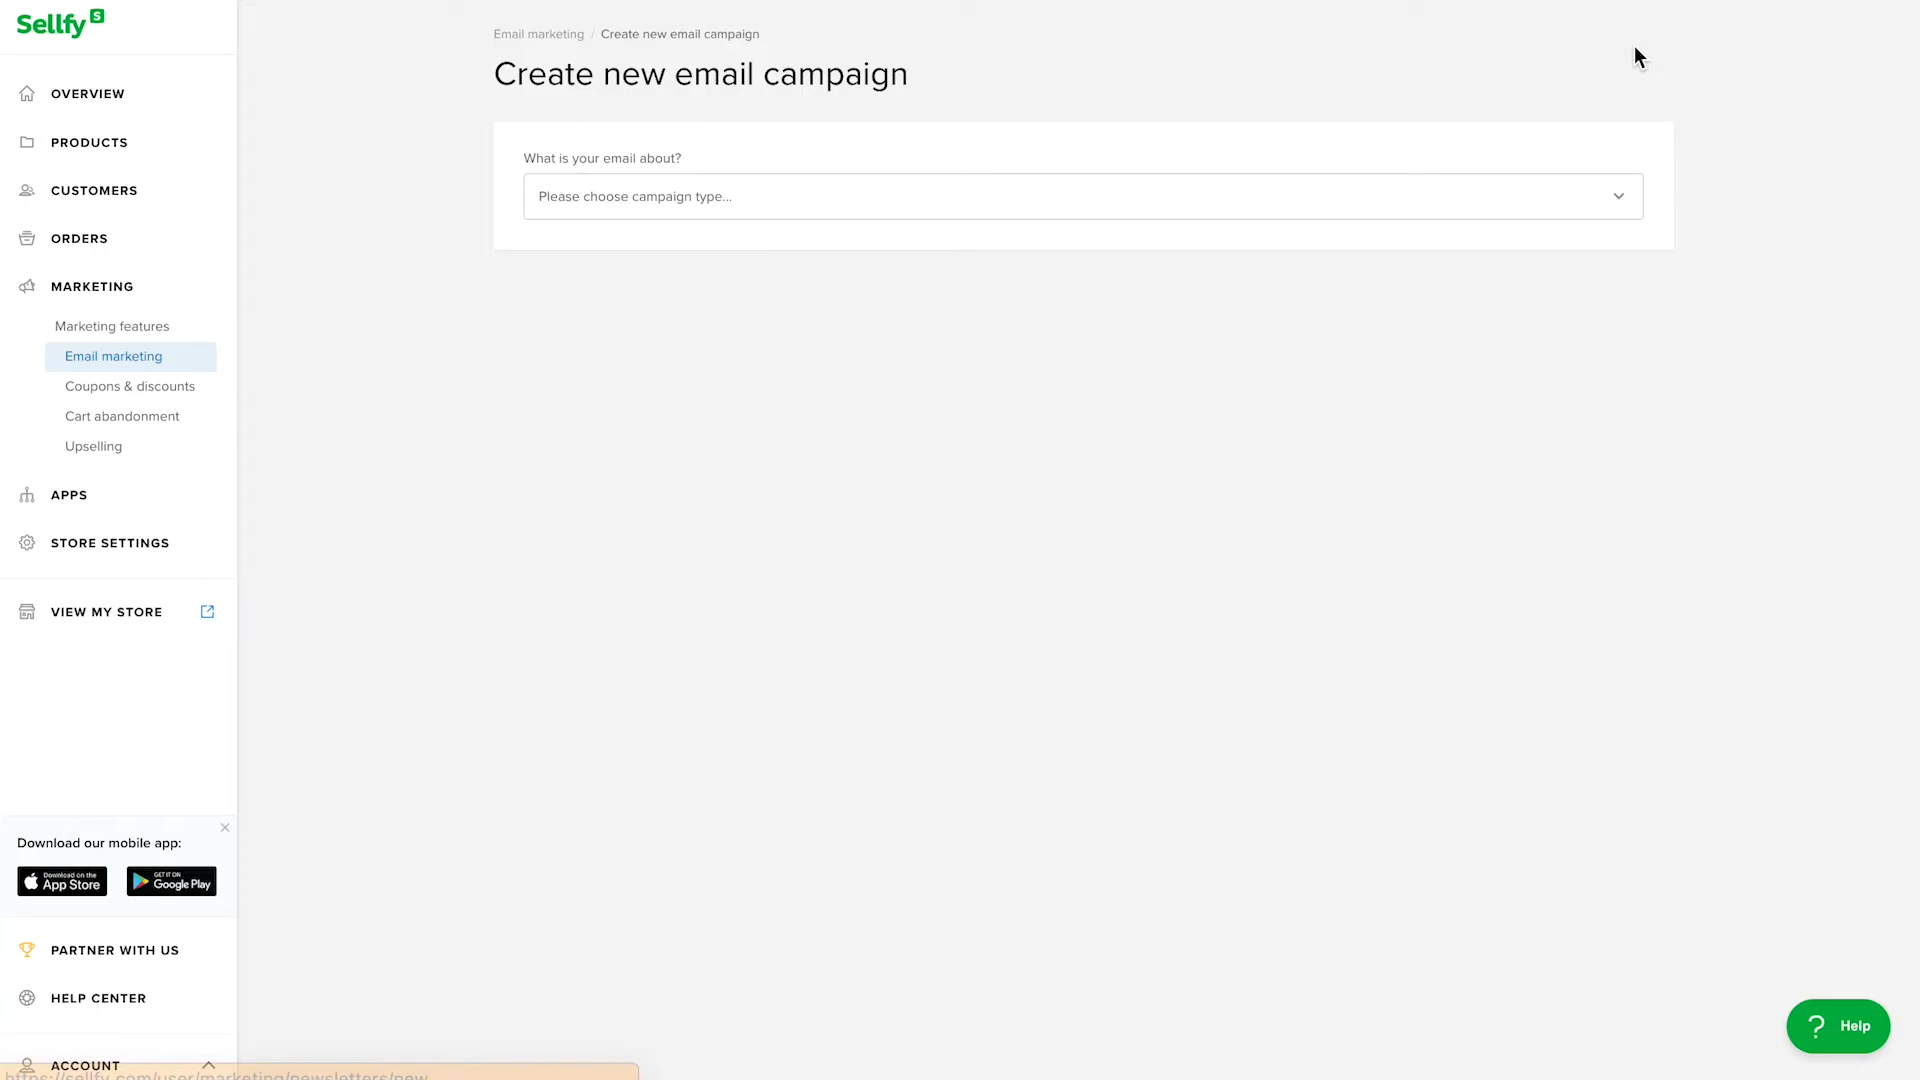 Sellfy S
OVERVIEW
PRODUCTS
CUSTOMERS
ORDERS
MARKETING
Marketing features
Email marketing
Coupons & discounts
Cart abandonment
Upselling
APPS
STORE SETTINGS
VIEW MY STORE
Download our mobile app:
Download on the
App Store
GET IT ON
Google Play
PARTNER WITH US
HELP CENTER
ACCOUNT
https://sellfy.com/user/marketing/newsletters/new
Email marketing / Create new email campaign
Create new email campaign
What is your email about?
Please choose campaign type...
? Help